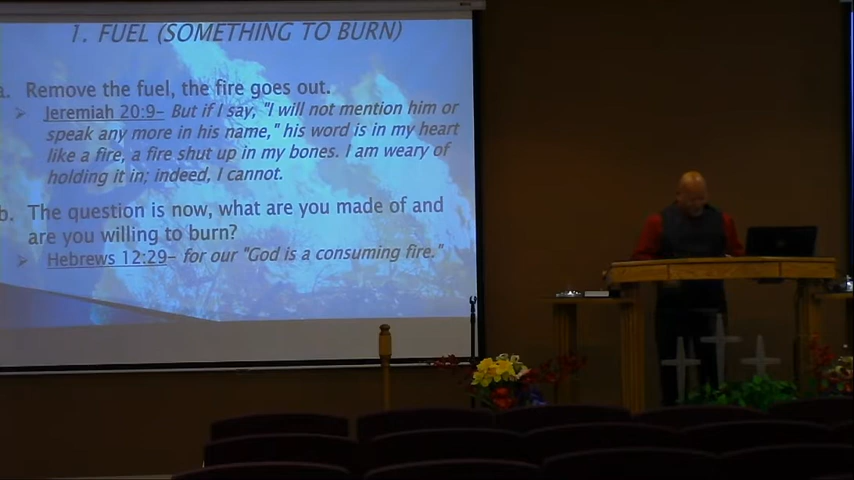 1. FUEL (SOMETHING TO BURN)
a. Remove the fuel, the fire goes out.
➢ Jeremiah 20:9– But if I say, "I will not mention him or
speak any more in his name," his word is in my heart
like a fire, a fire shut up in my bones. I am weary of
holding it in; indeed, I cannot.
b. The question is now, what are you made of and
are you willing to burn?
➢ Hebrews 12:29– for our "God is a consuming fire."